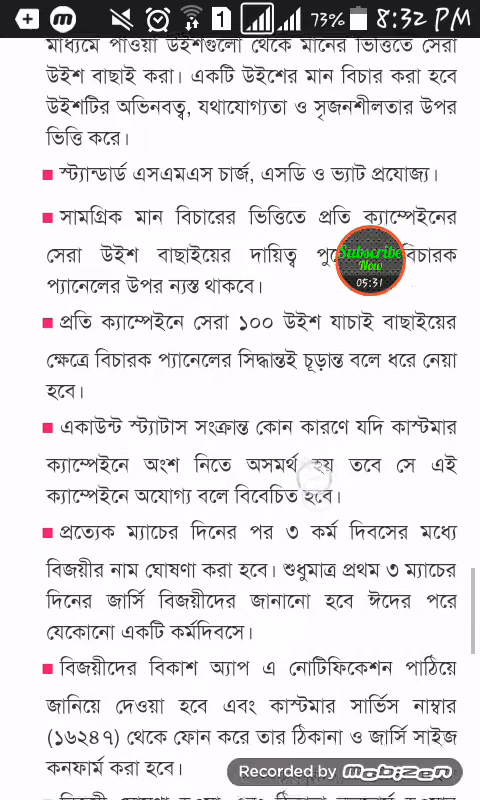 1 73% 8:32 PM
মাধ্যমে পাওয়া উইশগুলো থেকে মানের ভিত্তিতে সেরা
উইশ বাছাই করা। একটি উইশের মান বিচার করা হবে
উইশটির অভিনবত্ব, যথাযোগ্যতা ও সৃজনশীলতার উপর
ভিত্তি করে।
স্ট্যান্ডার্ড এসএমএস চার্জ, এসডি ও ভ্যাট প্রযোজ্য।
সামগ্রিক মান বিচারের ভিত্তিতে প্রতি ক্যাম্পেইনের
সেরা উইশ বাছাইয়ের দায়িত্ব বিচারক
প্যানেলের উপর ন্যস্ত থাকবে।
Subscribe
Now
05:31
প্রতি ক্যাম্পেইনে সেরা ১০০ উইশ যাচাই বাছাইয়ের
ক্ষেত্রে বিচারক প্যানেলের সিদ্ধান্তই চূড়ান্ত বলে ধরে নেয়া
হবে।
একাউন্ট স্ট্যাটাস সংক্রান্ত কোন কারণে যদি কাস্টমার
ক্যাম্পেইনে অংশ নিতে অসমর্থ হয় তবে সে এই
ক্যাম্পেইনে অযোগ্য বলে বিবেচিত হবে।
প্রত্যেক ম্যাচের দিনের পর ৩ কর্ম দিবসের মধ্যে
বিজয়ীর নাম ঘোষণা করা হবে। শুধুমাত্র প্রথম ৩ ম্যাচের
দিনের জার্সি বিজয়ীদের জানানো হবে ঈদের পরে
যেকোনো একটি কর্মদিবসে।
বিজয়ীদের বিকাশ অ্যাপ এ নোটিফিকেশন পাঠিয়ে
জানিয়ে দেওয়া হবে এবং কাস্টমার সার্ভিস নাম্বার
(১৬২৪৭) থেকে ফোন করে তার ঠিকানা ও জার্সি সাইজ
কনফার্ম করা হবে।
Recorded by mobizen